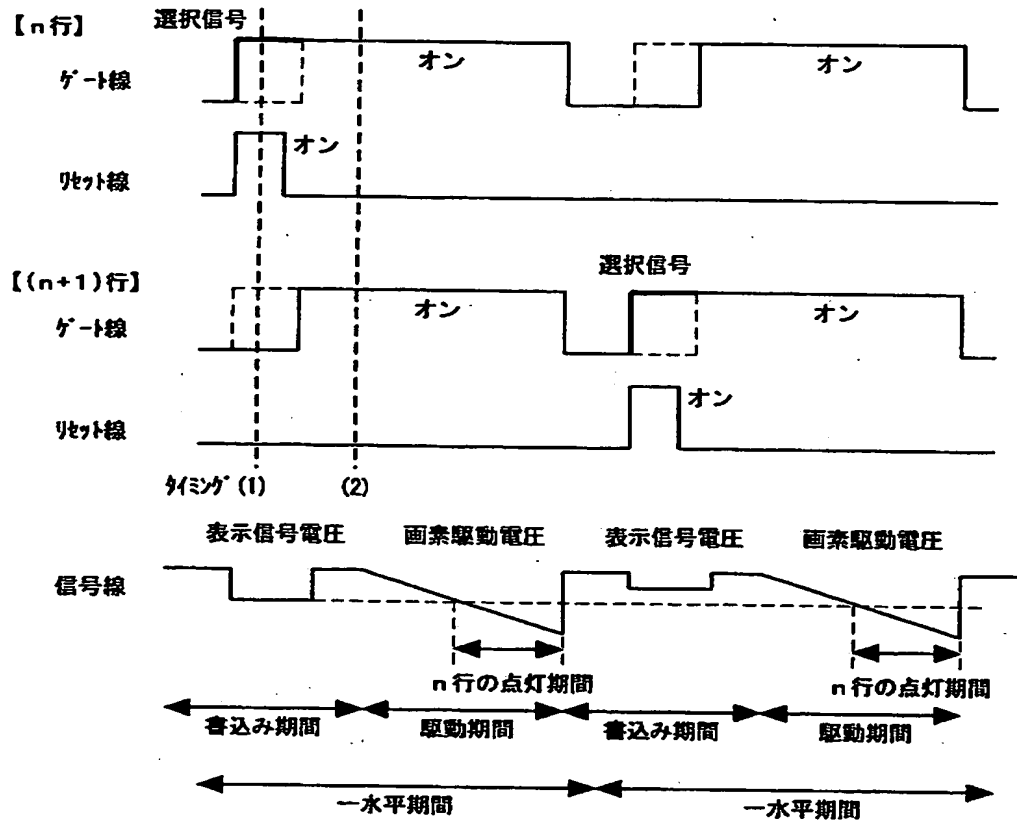 【n行】
選択信号
ゲート線
オン
オン
リセット線
オン
【(n+1)行】
選択信号
ゲート線
オン
オン
リセット線
オン
タイミング (1)
(2)
表示信号電圧
画素駆動電圧
表示信号電圧
画素駆動電圧
信号線
n行の点灯期間
n行の点灯期間
書込み期間
駆動期間
書込み期間
駆動期間
一水平期間
一水平期間